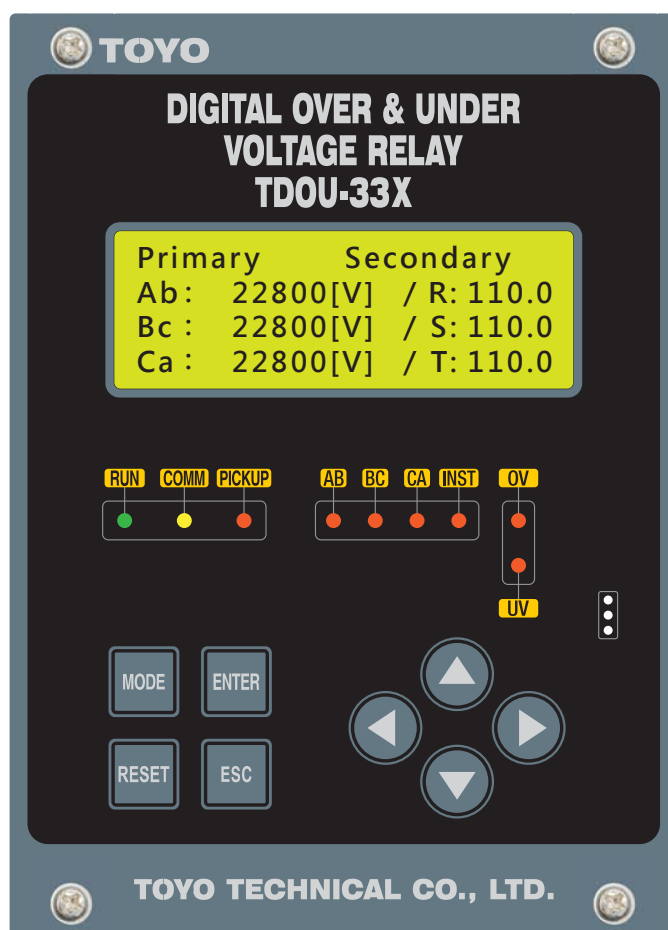 TOYO
DIGITAL OVER & UNDER
VOLTAGE RELAY
TDOU-33X
Primary Secondary
Ab: 22800[V] / R: 110.0
Bc : 22800[V] / S: 110.0
Ca : 22800[V] / T: 110.0
RUN COMM PICKUP AB BC CA INST OV
UV
MODE ENTER
RESET ESC
TOYO TECHNICAL CO., LTD.